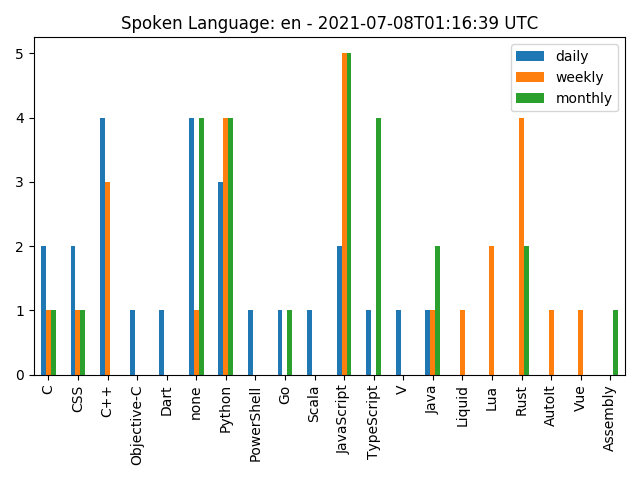 Spoken Language: en - 2021-07-08T01:16:39 UTC
daily
weekly
monthly
5
4
3
2
1
0
C
CSS
C++
Objective-C
Dart
none
Python
PowerShell
Go
Scala
JavaScript
TypeScript
V
Java
Liquid
Lua
Rust
AutoIt
Vue
Assembly